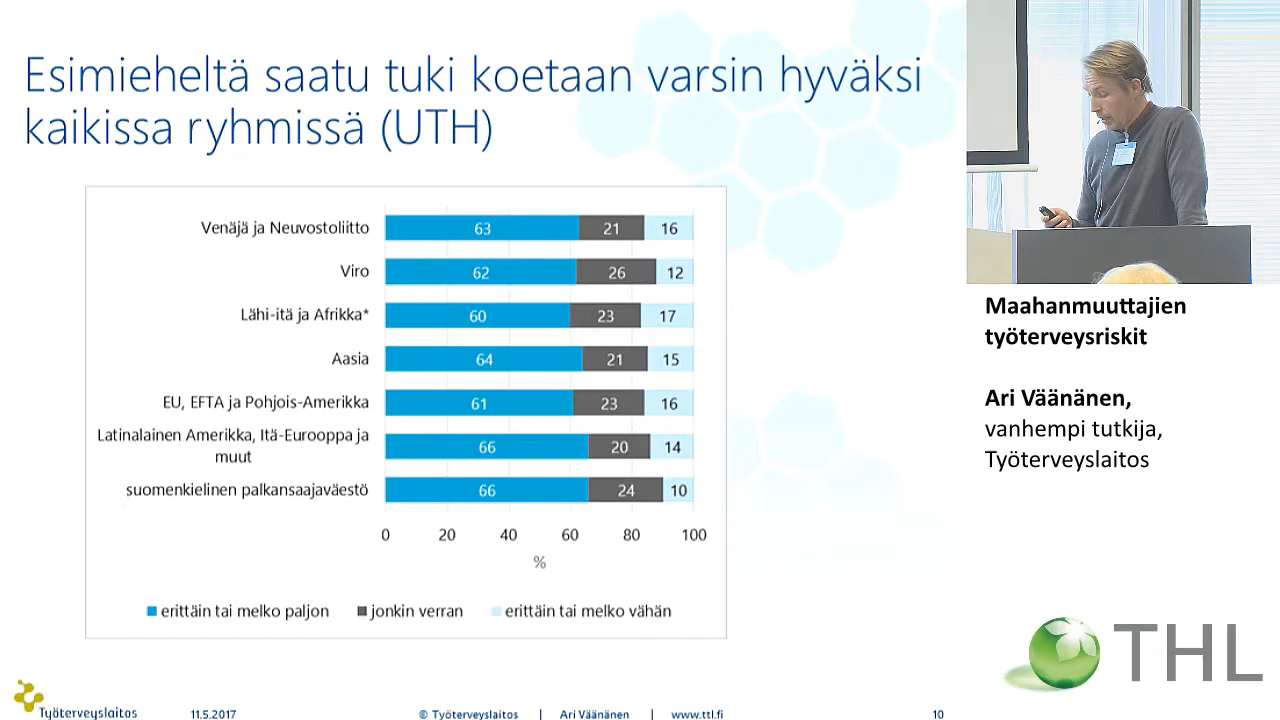 Esimieheltä saatu tuki koetaan varsin hyväksi
kaikissa ryhmissä (UTH)
Venäjä ja Neuvostoliitto 63 21 16
Viro 62 26 12
Lähi-itä ja Afrikka* 60 23 17
Aasia 64 21 15
EU, EFTA ja Pohjois-Amerikka 61 23 16
Latinalainen Amerikka, Itä-Eurooppa ja
muut 66 20 14
suomenkielinen palkansaajaväestö 66 24 10
0 20 40 60 80 100
%
erittäin tai melko paljon jonkin verran erittäin tai melko vähän
Maahanmuuttajien
työterveysriskit
Ari Väänänen,
vanhempi tutkija,
Työterveyslaitos
THL
Työterveyslaitos 11.5.2017 © Työterveyslaitos | Ari Väänänen | www.ttl.fi 10